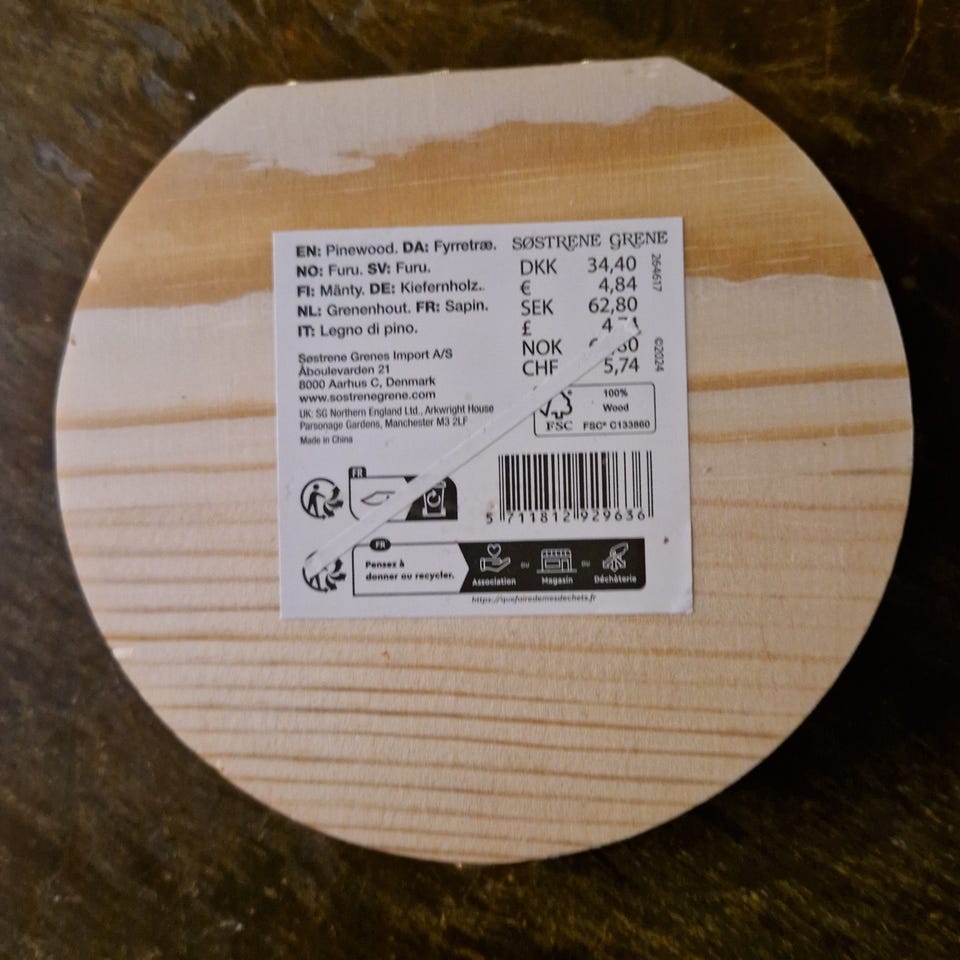 EN: Pinewood. DA: Fyrretræ.
NO: Furu. SV: Furu.
FI: Mänty. DE: Kiefernholz.
NL: Grenenhout. FR: Sapin.
IT: Legno di pino.
Søstrene Grenes Import A/S
Åboulevarden 21
8000 Aarhus C, Denmark
www.sostrenegrene.com
UK: SG Northern England Ltd., Arkwright House
Parsonage Gardens, Manchester M3 2LF
Made in China
SØSTRENE GRENE
DKK 34,40
€ 4,84
SEK 62,80
£
NOK
CHF 5,74
264617
©2024
100%
Wood
FSC FSC® C133860
5 711812 929636
FR
FR
Pensez à
donner ou recycler.
Association OU Magasin OU Déchèterie
https://quefairedemesdechets.fr